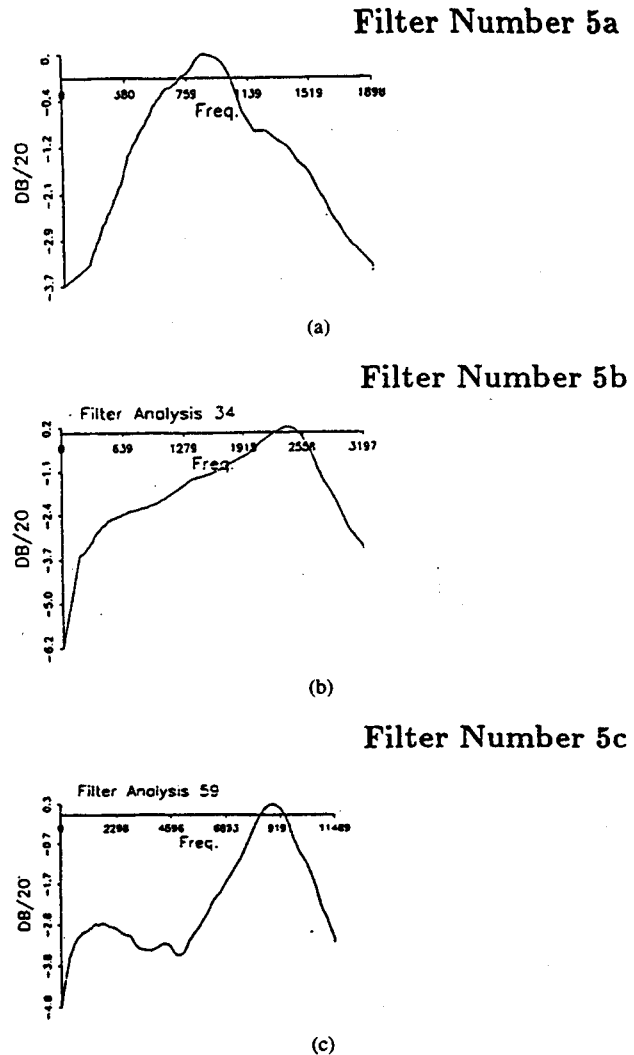 Filter Number 5a
0.
-0.4
-1.2
-2.1
-2.9
-3.7
DB/20
0 380 759 1139 1519 1898
Freq.
(a)
Filter Number 5b
Filter Analysis 34
0.2
-1.1
-2.4
-3.7
-5.0
-6.2
DB/20
0 639 1279 1918 2558 3197
Freq.
(b)
Filter Number 5c
Filter Analysis 59
0.3
-0.7
-1.7
-2.8
-3.8
-4.8
DB/20
0 2298 4596 6893 9191 11489
Freq.
(c)